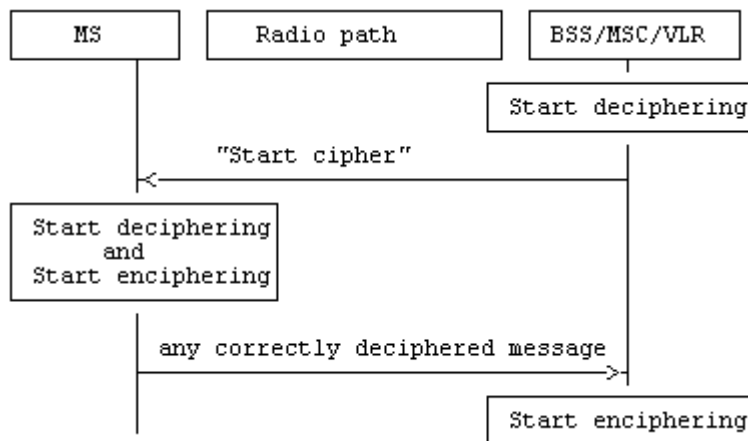 MS
Radio path
BSS/MSC/VLR
Start deciphering
"Start cipher"
Start deciphering
and
Start enciphering
any correctly deciphered message
Start enciphering